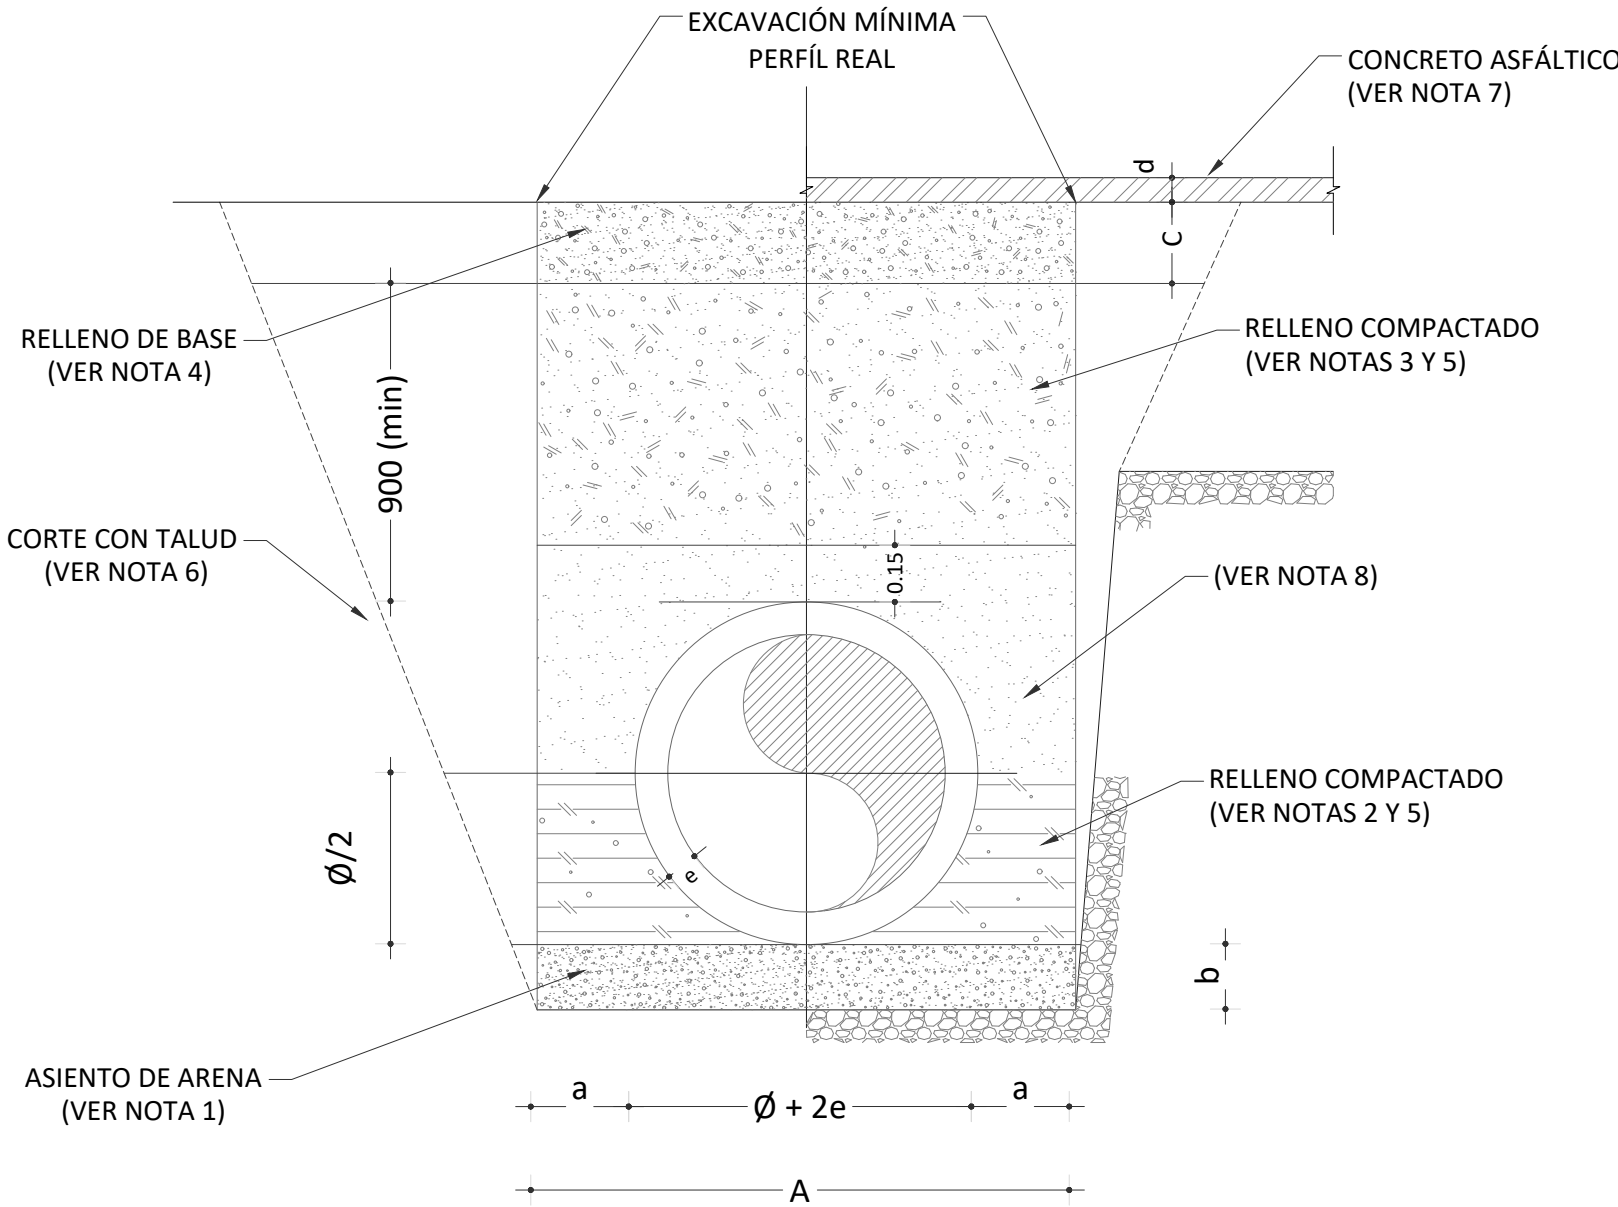 EXCAVACIÓN MÍNIMA
PERFÍL REAL
CONCRETO ASFÁLTICO
(VER NOTA 7)
d
C
RELLENO DE BASE
(VER NOTA 4)
RELLENO COMPACTADO
(VER NOTAS 3 Y 5)
900 (min)
CORTE CON TALUD
(VER NOTA 6)
0.15
(VER NOTA 8)
RELLENO COMPACTADO
(VER NOTAS 2 Y 5)
Ø/2
e
b
ASIENTO DE ARENA
(VER NOTA 1)
a
Ø + 2e
a
A